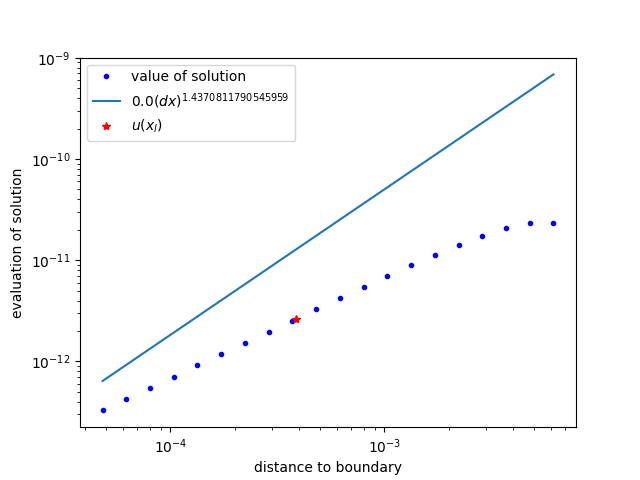 10⁻⁹
10⁻¹⁰
10⁻¹¹
10⁻¹²
evaluation of solution
value of solution
0.0(dx)^1.4370811790545959
u(x_l)
10⁻⁴
10⁻³
distance to boundary